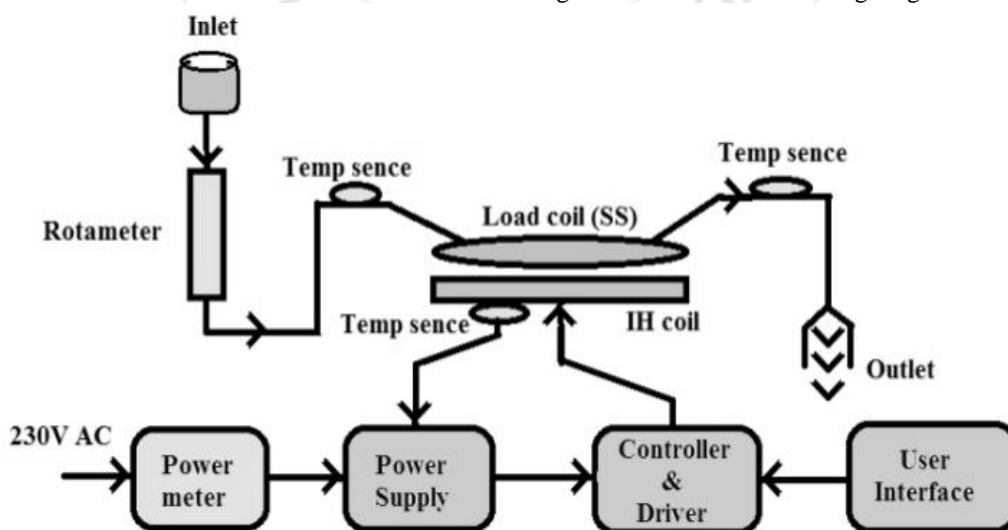 Inlet
Temp sence
Temp sence
Load coil (SS)
Rotameter
Temp sence
IH coil
Outlet
230V AC
Power
meter
Power
Supply
Controller
&
Driver
User
Interface